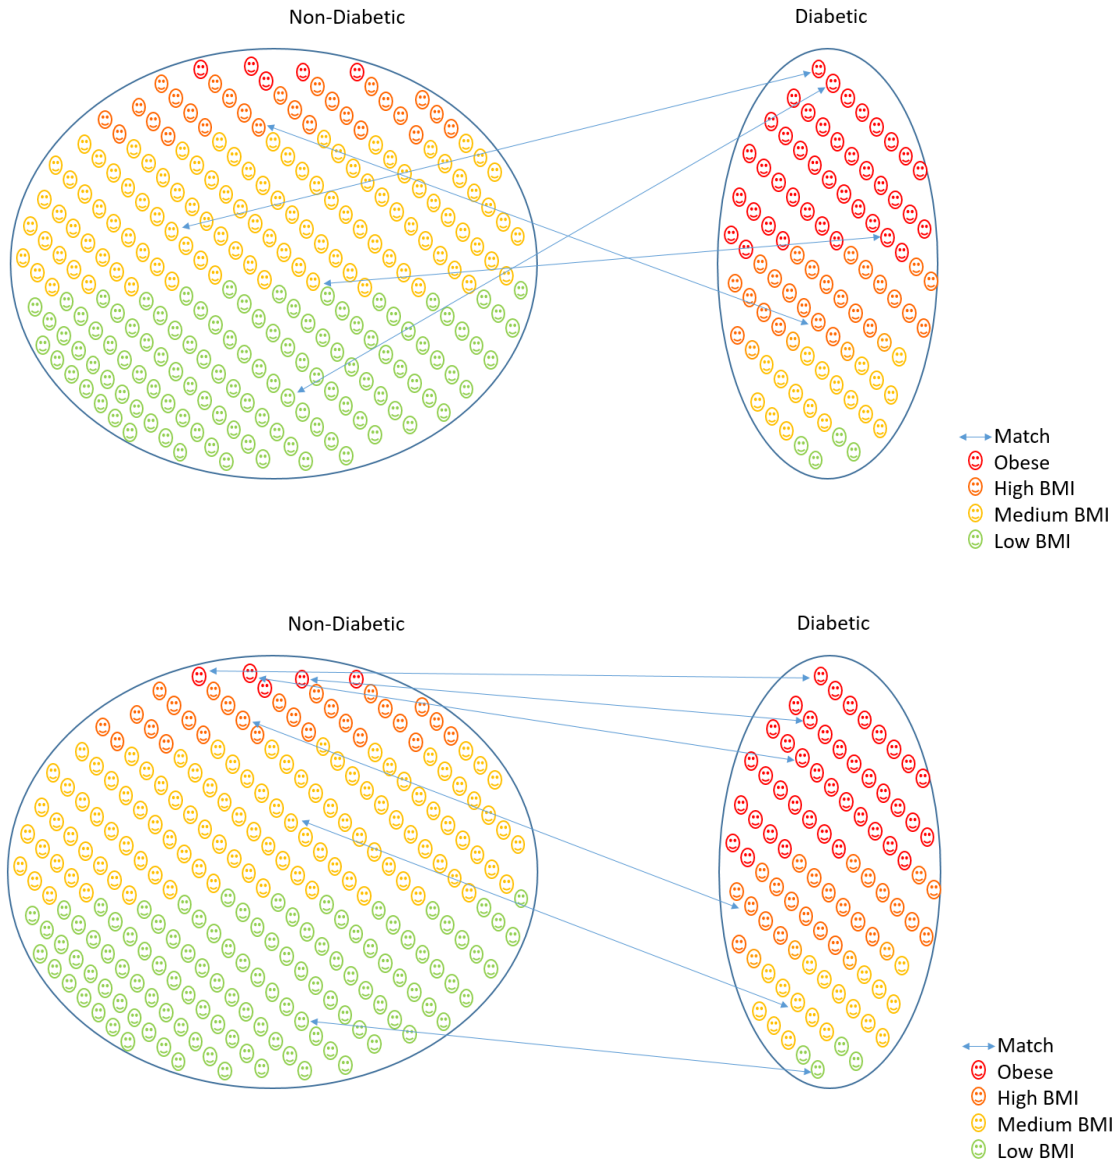 Non-Diabetic
Diabetic
Match
Obese
High BMI
Medium BMI
Low BMI
Non-Diabetic
Diabetic
Match
Obese
High BMI
Medium BMI
Low BMI